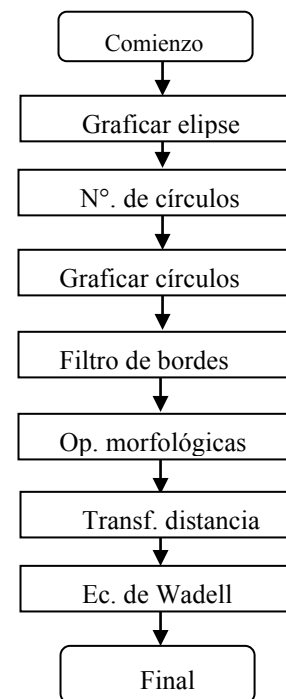 Comienzo
Graficar elipse
N°. de círculos
Graficar círculos
Filtro de bordes
Op. morfológicas
Transf. distancia
Ec. de Wadell
Final